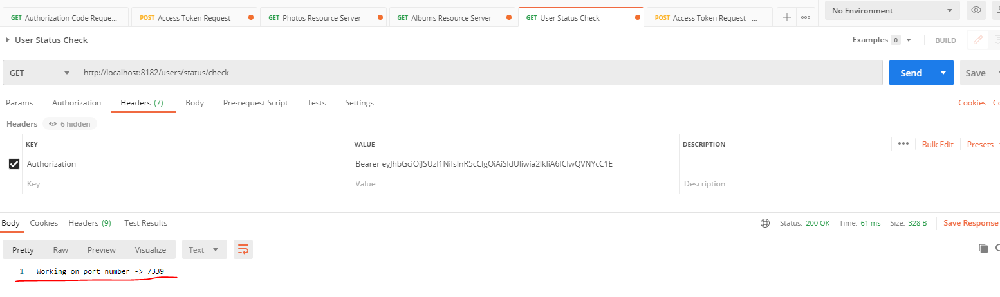 GET Authorization Code Reque...
POST Access Token Request
GET Photos Resource Server
GET Albums Resource Server
GET User Status Check
POST Access Token Request - ...
No Environment
User Status Check
Examples 0
BUILD
GET
http://localhost:8182/users/status/check
Send
Save
Params
Authorization
Headers (7)
Body
Pre-request Script
Tests
Settings
Cookies
Headers
6 hidden
KEY
VALUE
DESCRIPTION
Bulk Edit
Presets
Authorization
Bearer eyJhbGciOiJSUzI1NiIsInR5cCIgOiAiSldUIiwia2lkIiA6ICIwQVNYcC1E
Key
Value
Description
Body
Cookies
Headers (9)
Test Results
Status: 200 OK
Time: 61 ms
Size: 328 B
Save Response
Pretty
Raw
Preview
Visualize
Text
1 Working on port number -> 7339